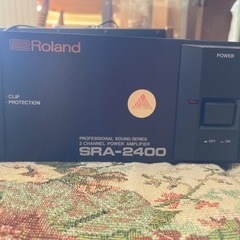 Roland
POWER
CLIP
PROTECTION
PROFESSIONAL SOUND-SERIES
2 CHANNEL POWER AMPLIFIER
SRA-2400
OFF ON